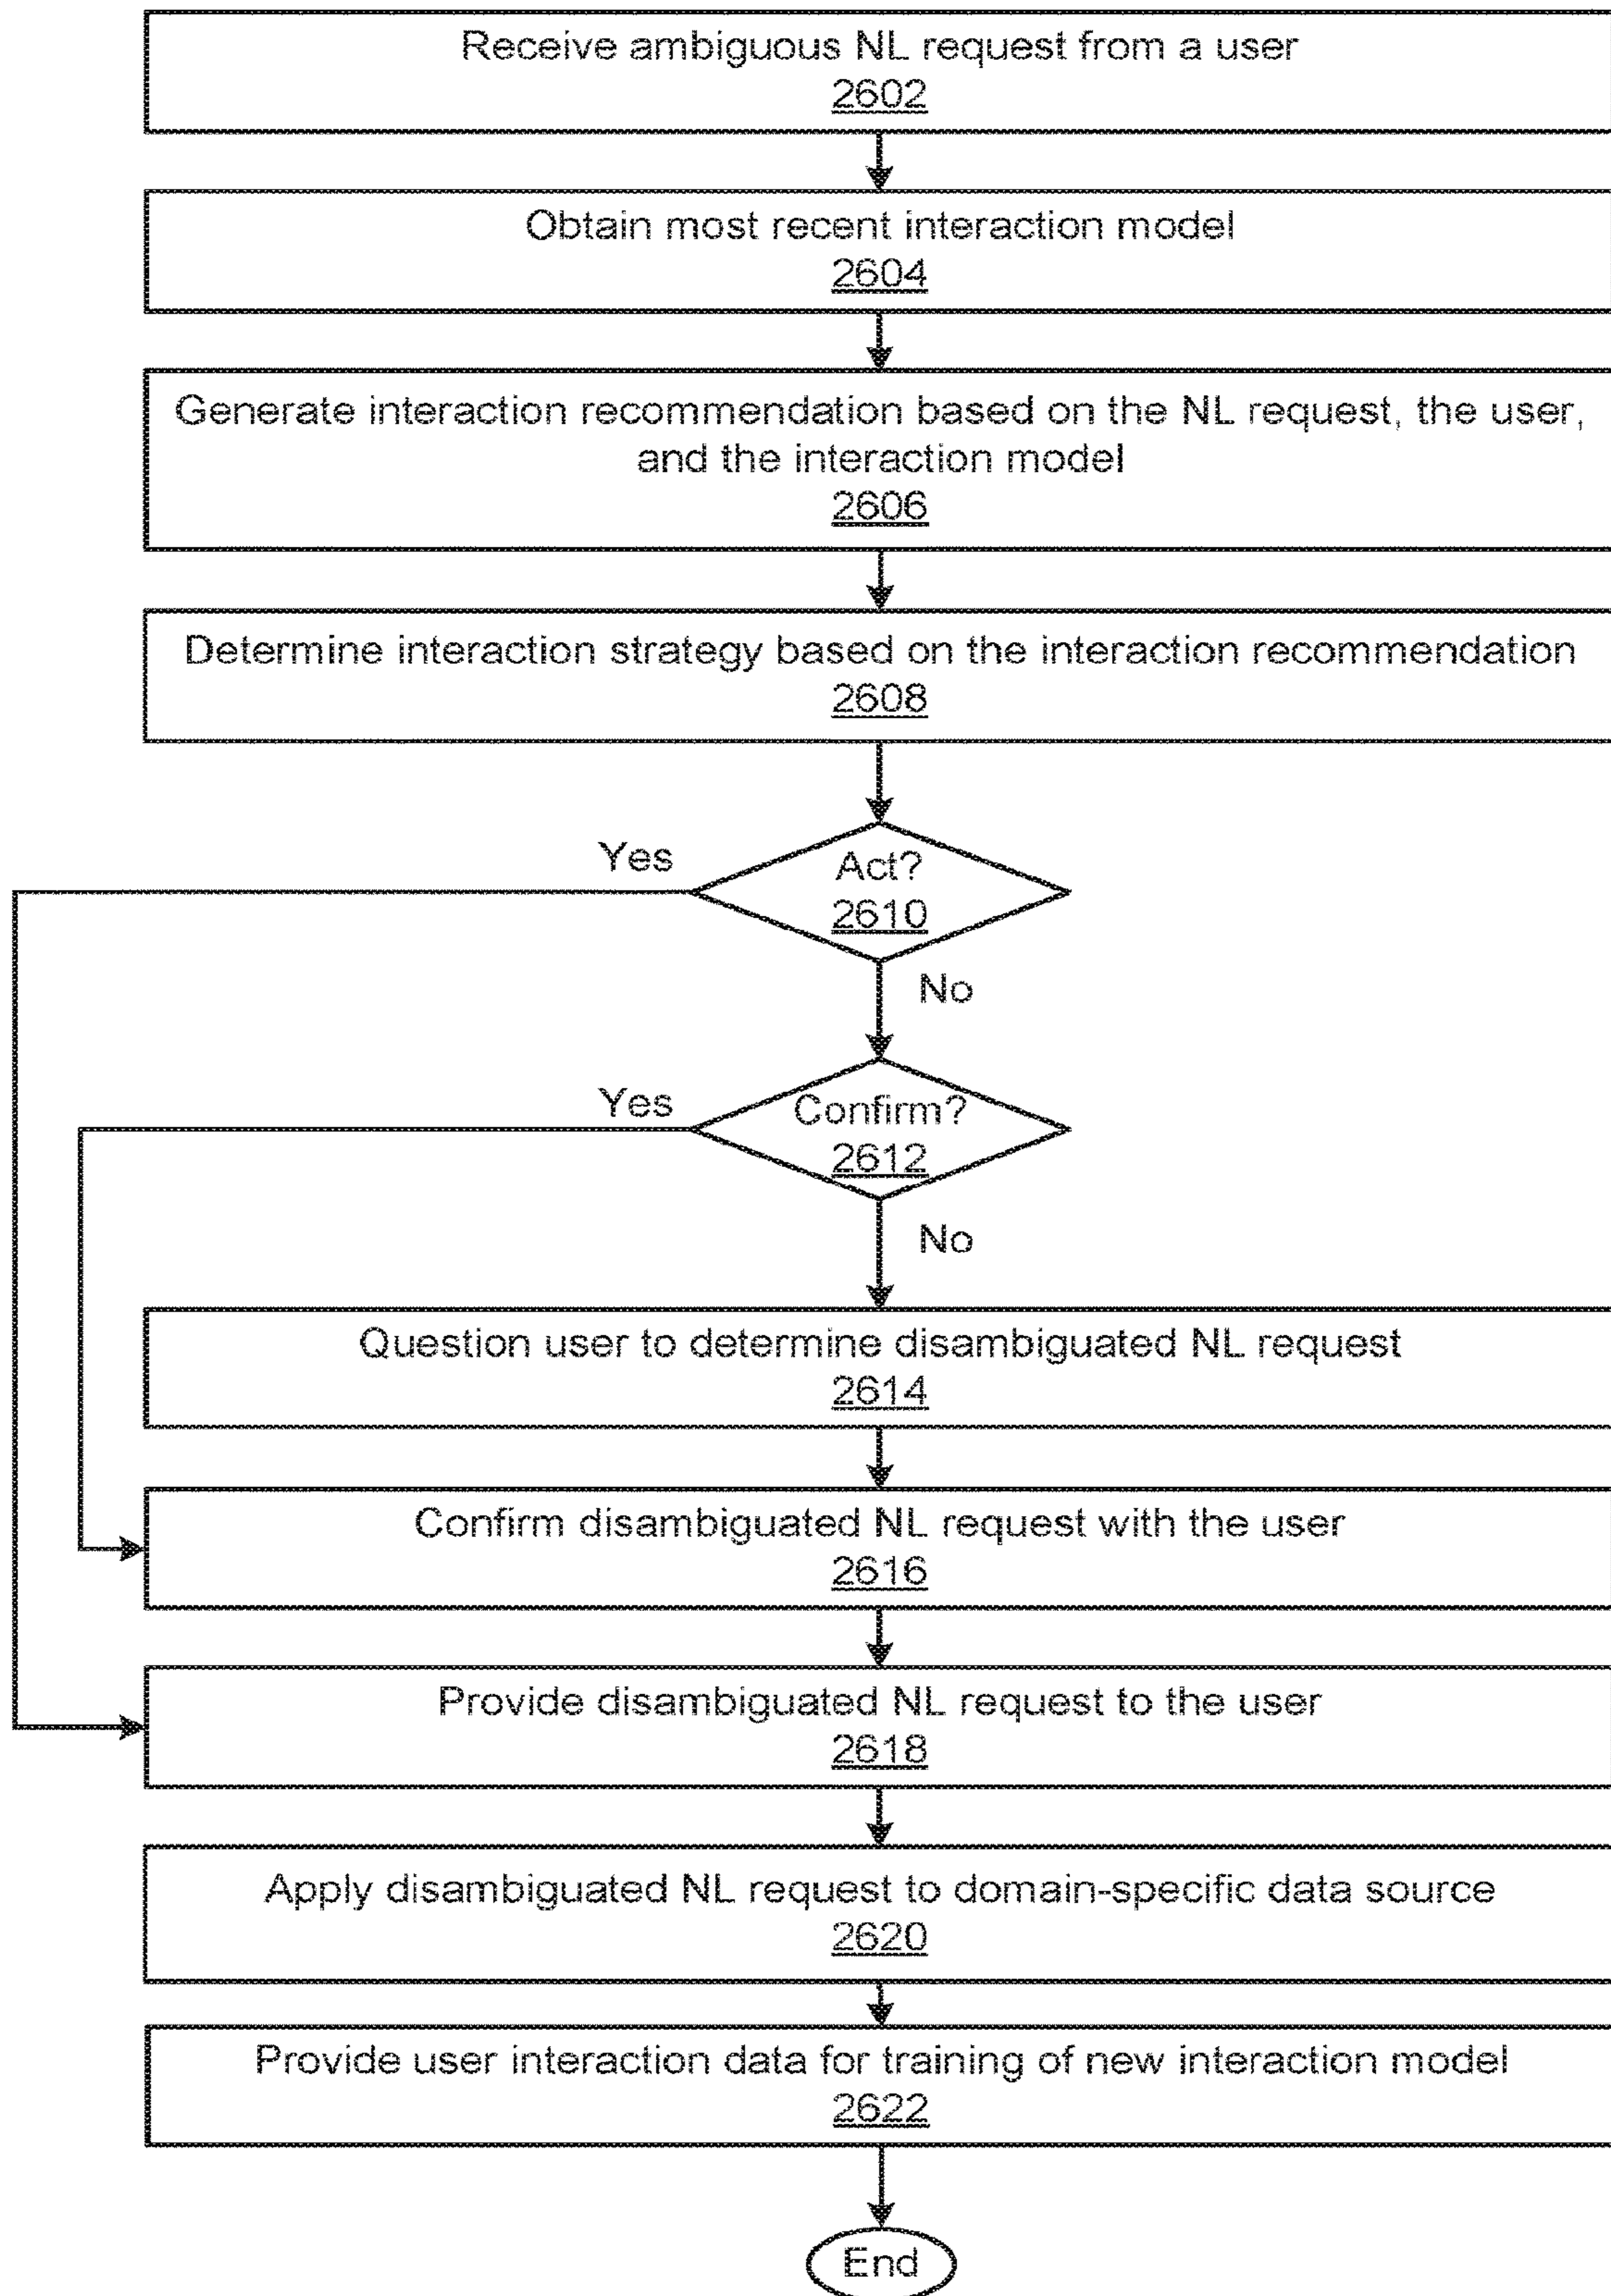 Receive ambiguous NL request from a user
2602
Obtain most recent interaction model
2604
Generate interaction recommendation based on the NL request, the user,
and the interaction model
2606
Determine interaction strategy based on the interaction recommendation
2608
Yes
Act?
2610
No
Yes
Confirm?
2612
No
Question user to determine disambiguated NL request
2614
Confirm disambiguated NL request with the user
2616
Provide disambiguated NL request to the user
2618
Apply disambiguated NL request to domain-specific data source
2620
Provide user interaction data for training of new interaction model
2622
End